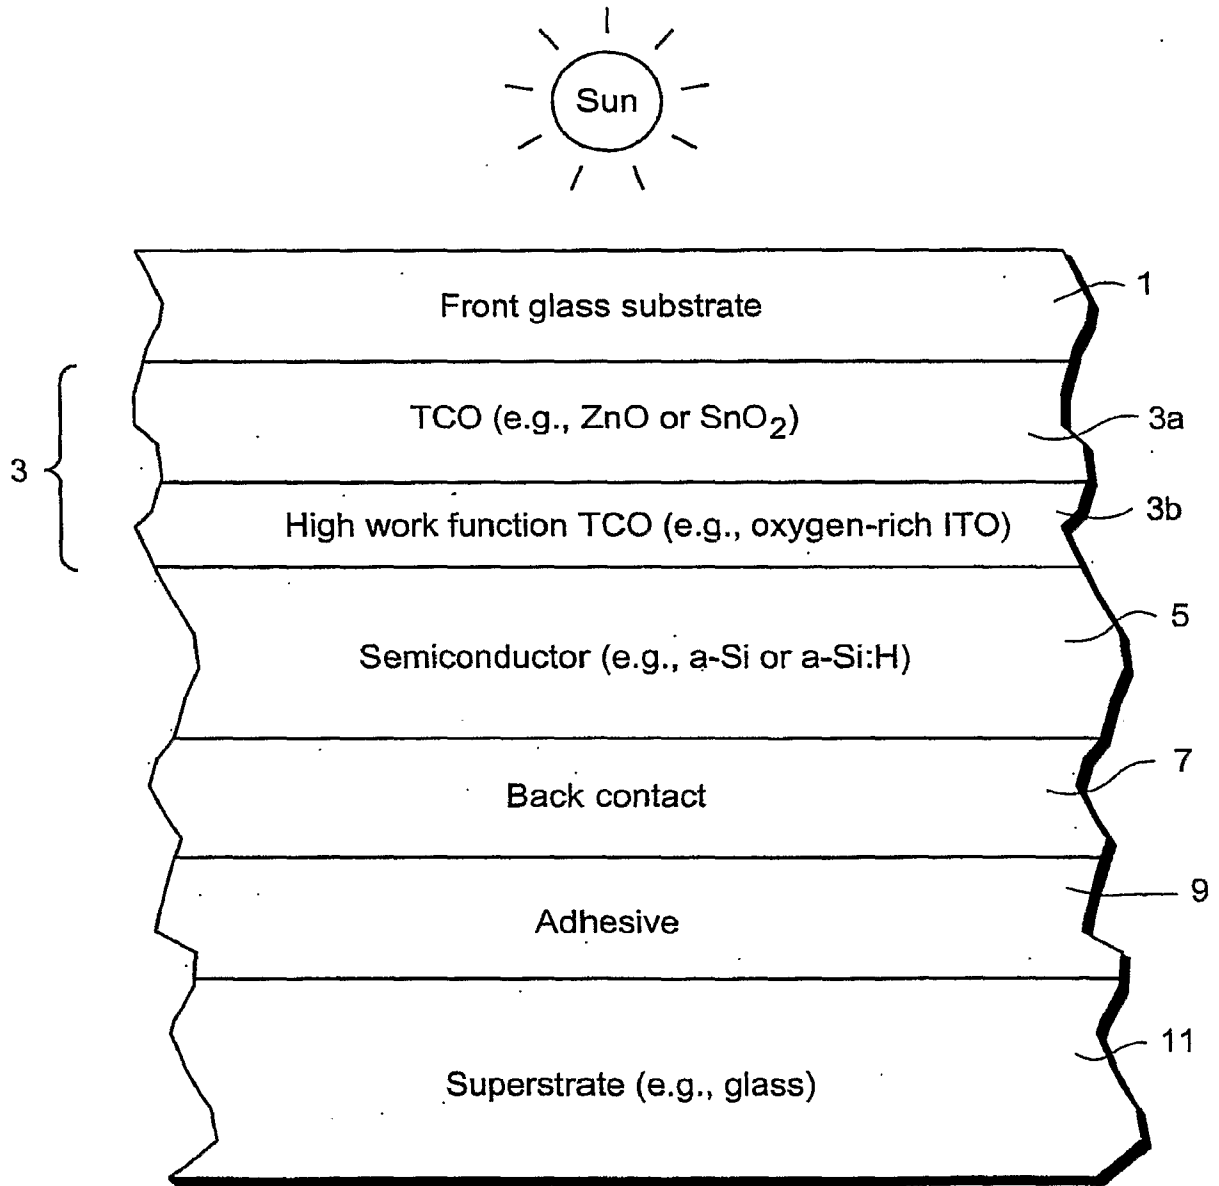 Sun
Front glass substrate
1
TCO (e.g., ZnO or SnO₂)
3a
3
High work function TCO (e.g., oxygen-rich ITO)
3b
Semiconductor (e.g., a-Si or a-Si:H)
5
Back contact
7
Adhesive
9
Superstrate (e.g., glass)
11